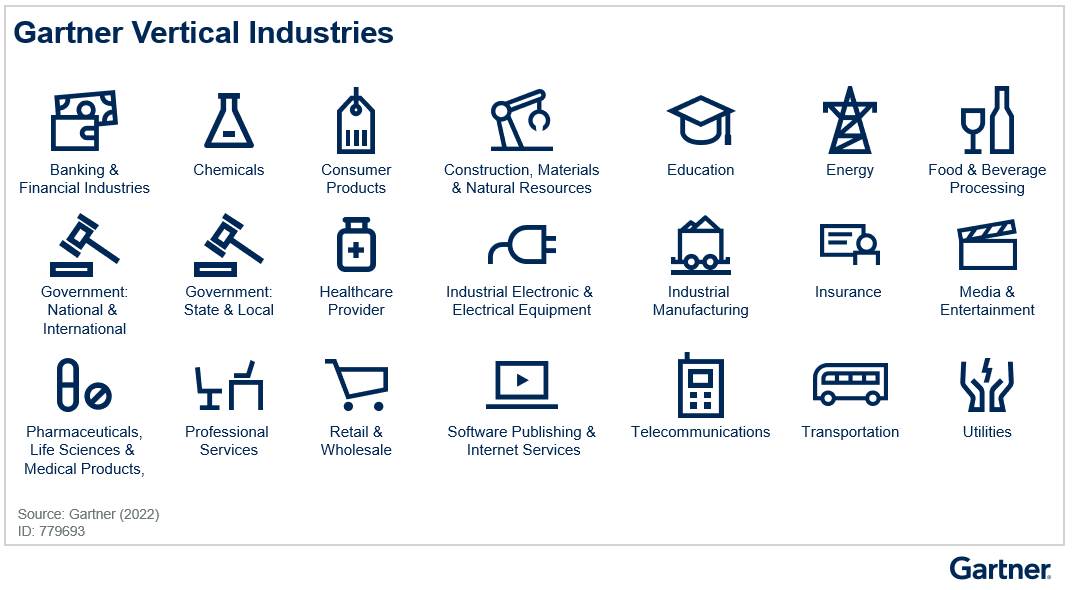 Gartner Vertical Industries
Banking &
Financial Industries
Chemicals
Consumer
Products
Construction, Materials
& Natural Resources
Education
Energy
Food & Beverage
Processing
Government:
National &
International
Government:
State & Local
Healthcare
Provider
Industrial Electronic &
Electrical Equipment
Industrial
Manufacturing
Insurance
Media &
Entertainment
Pharmaceuticals,
Life Sciences &
Medical Products,
Professional
Services
Retail &
Wholesale
Software Publishing &
Internet Services
Telecommunications
Transportation
Utilities
Source: Gartner (2022)
ID: 779693
Gartner